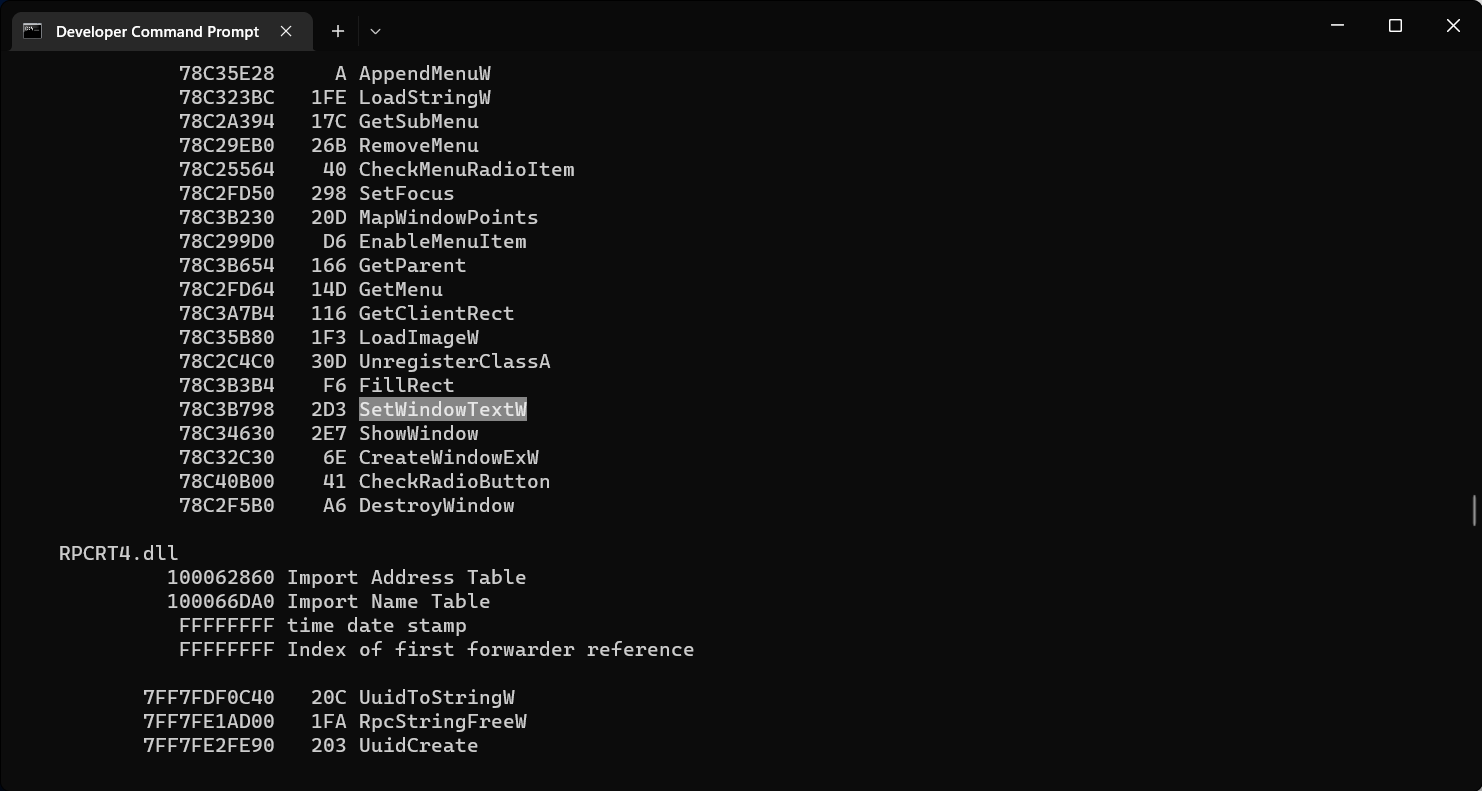 Developer Command Prompt
78C35E28 A AppendMenuW
78C323BC 1FE LoadStringW
78C2A394 17C GetSubMenu
78C29EB0 26B RemoveMenu
78C25564 40 CheckMenuRadioItem
78C2FD50 298 SetFocus
78C3B230 20D MapWindowPoints
78C299D0 D6 EnableMenuItem
78C3B654 166 GetParent
78C2FD64 14D GetMenu
78C3A7B4 116 GetClientRect
78C35B80 1F3 LoadImageW
78C2C4C0 30D UnregisterClassA
78C3B3B4 F6 FillRect
78C3B798 2D3 SetWindowTextW
78C34630 2E7 ShowWindow
78C32C30 6E CreateWindowExW
78C40B00 41 CheckRadioButton
78C2F5B0 A6 DestroyWindow
RPCRT4.dll
100062860 Import Address Table
100066DA0 Import Name Table
FFFFFFFF time date stamp
FFFFFFFF Index of first forwarder reference
7FF7FDF0C40 20C UuidToStringW
7FF7FE1AD00 1FA RpcStringFreeW
7FF7FE2FE90 203 UuidCreate